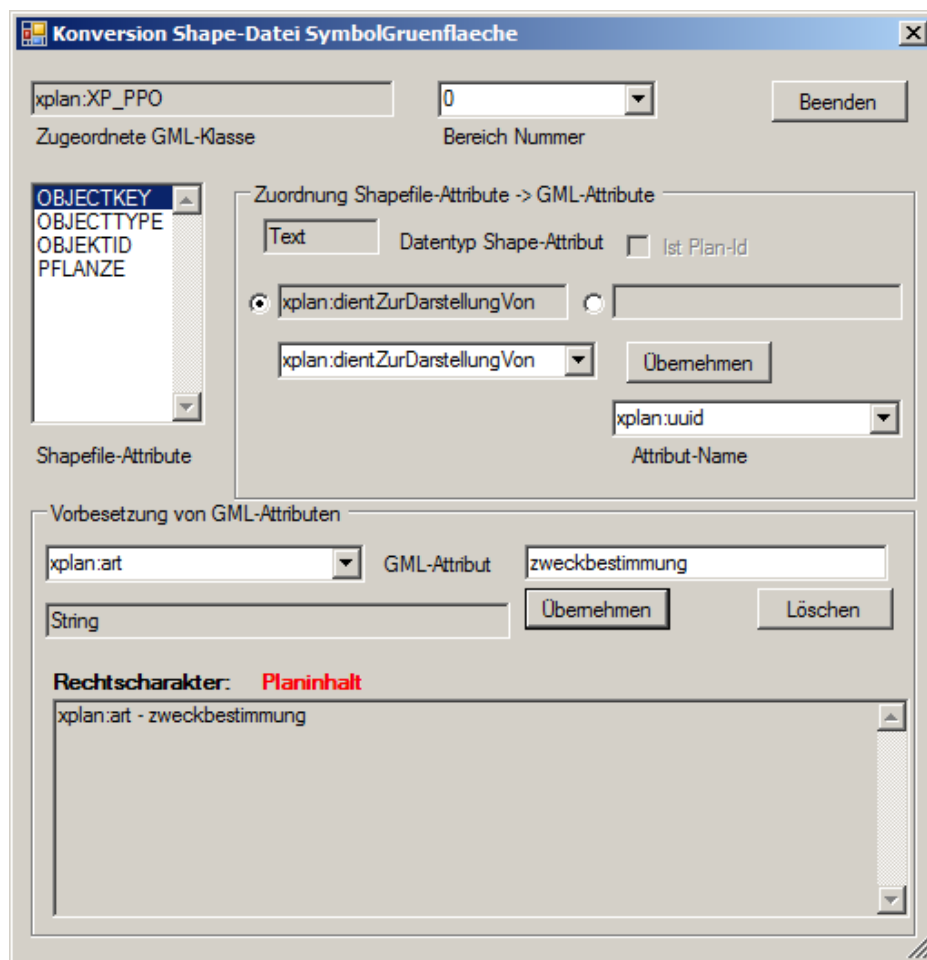 Konversion Shape-Datei SymbolGruenflaeche
xplan:XP_PPO
0
Beenden
Zugeordnete GML-Klasse
Bereich Nummer
OBJECTKEY
OBJECTTYPE
OBJEKTID
PFLANZE
Shapefile-Attribute
Zuordnung Shapefile-Attribute -> GML-Attribute
Text
Datentyp Shape-Attribut
Ist Plan-Id
xplan:dientZurDarstellungVon
xplan:dientZurDarstellungVon
Übernehmen
xplan:uuid
Attribut-Name
Vorbesetzung von GML-Attributen
xplan:art
GML-Attribut
zweckbestimmung
String
Übernehmen
Löschen
Rechtscharakter: Planinhalt
xplan:art - zweckbestimmung